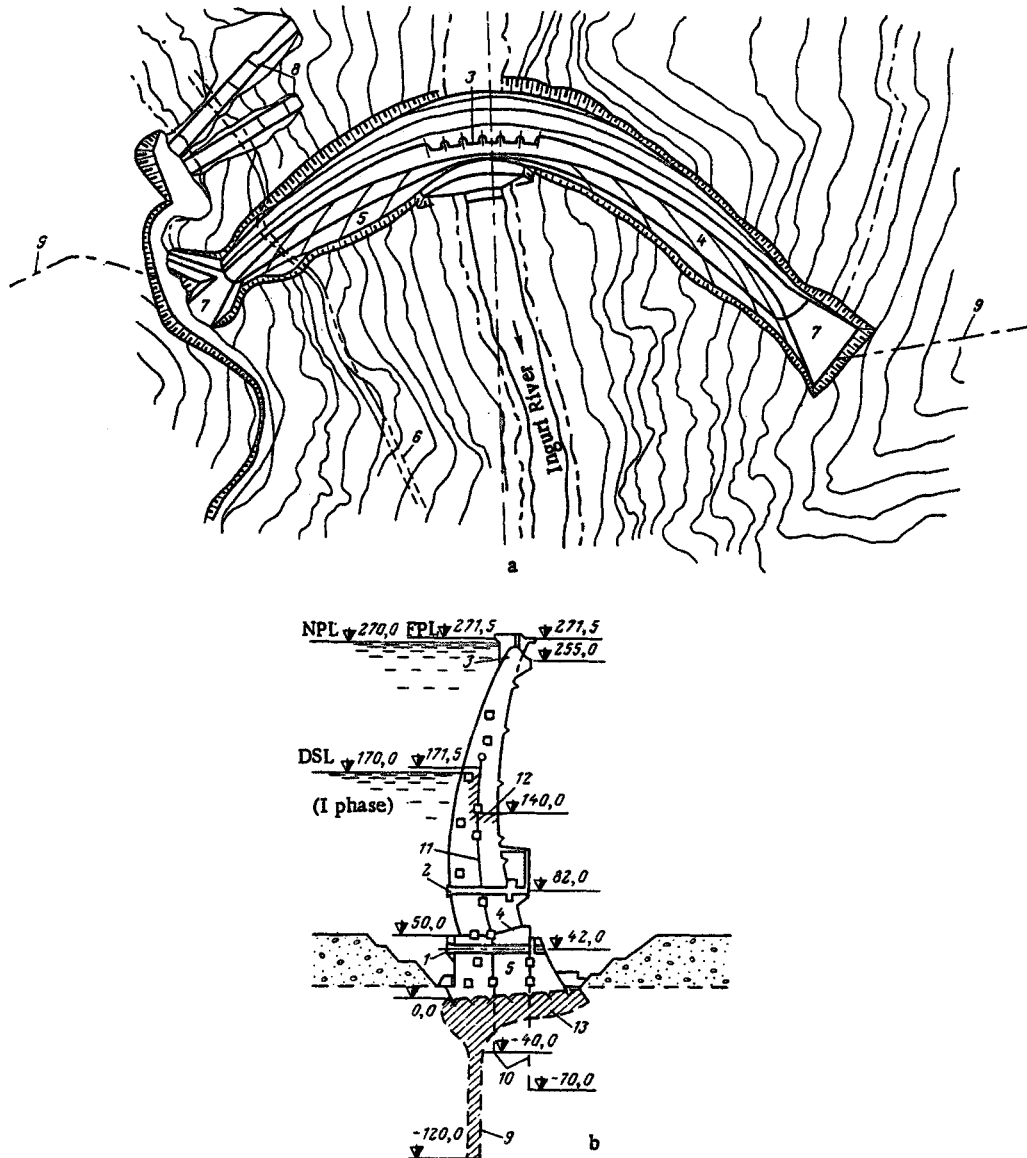 8
3
9
5
4
7
7
9
6
Inguri River
a
NPL 270,0 FPL 271,5 271,5
3 255,0
DSL 170,0 171,5
12
(I phase) 140,0
11
2 82,0
50,0 4 42,0
1 5
0,0 13
-40,0
10 -70,0
-120,0 9 b